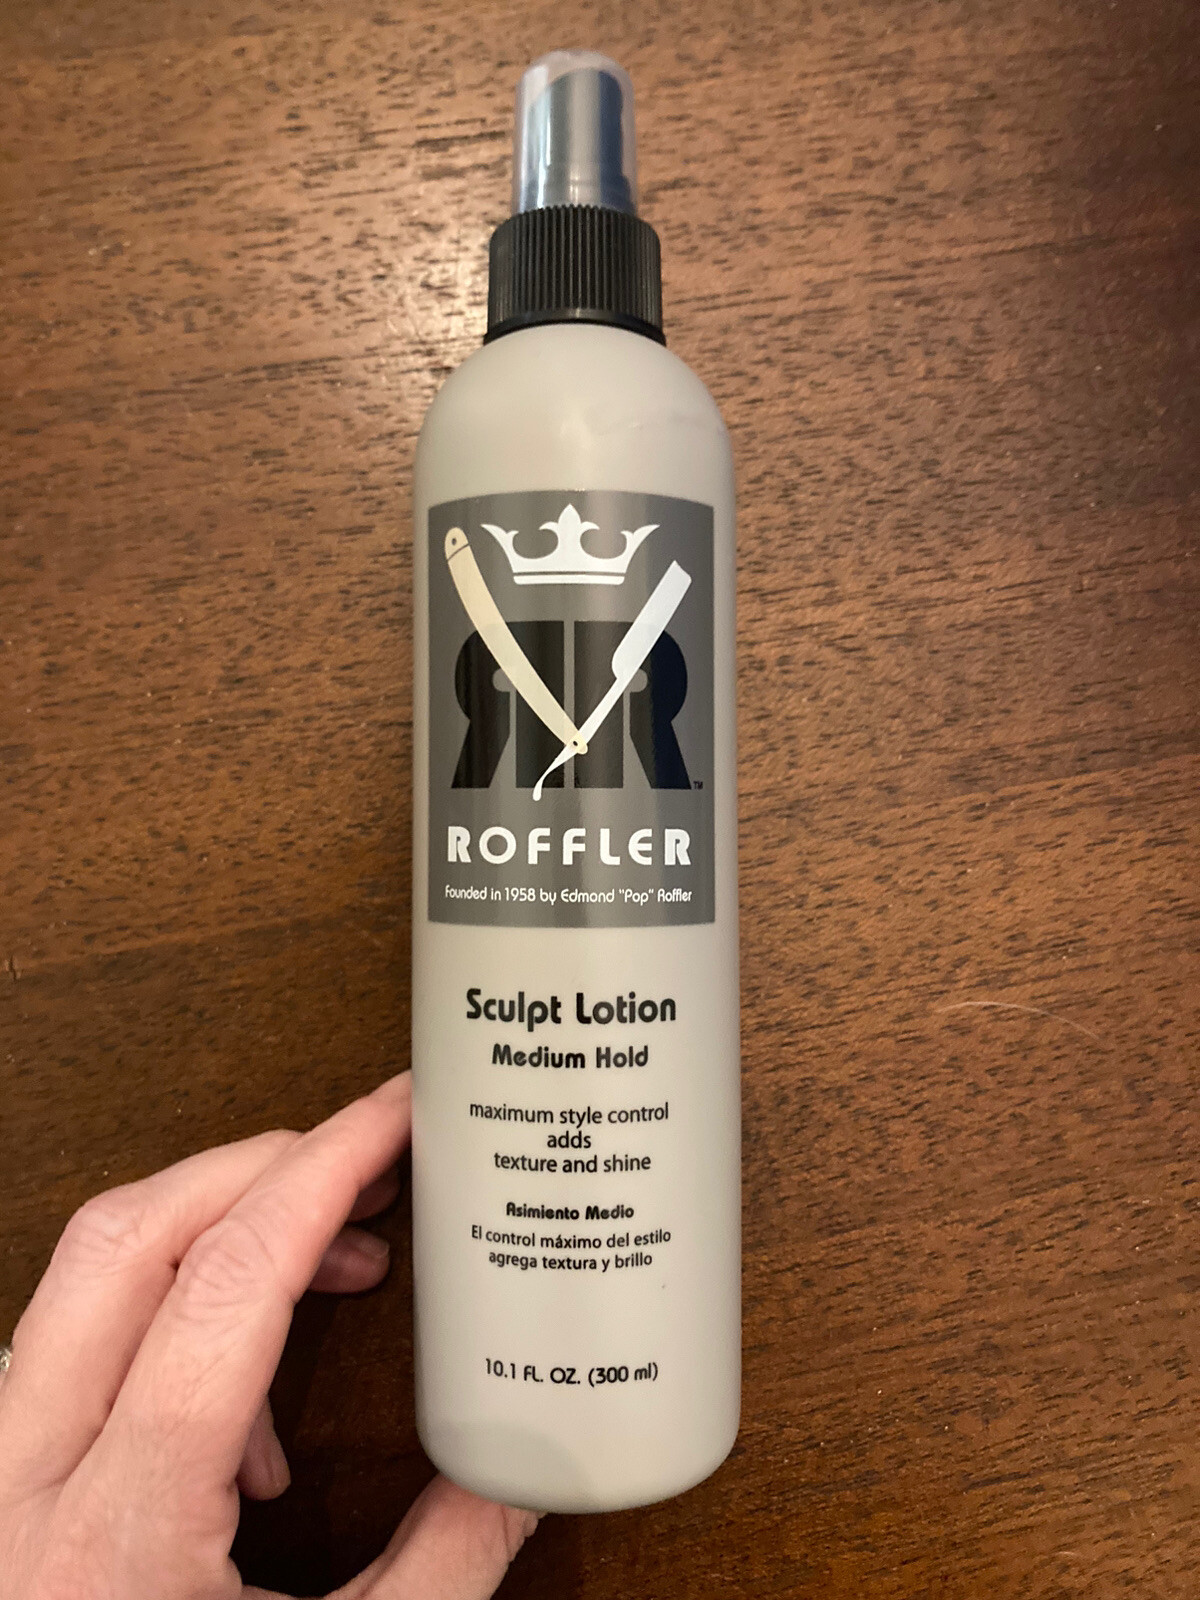 RR™
ROFFLER
Founded in 1958 by Edmond "Pop" Roffler
Sculpt Lotion
Medium Hold
maximum style control
adds
texture and shine
Asimiento Medio
El control máximo del estilo
agrega textura y brillo
10.1 FL. OZ. (300 ml)